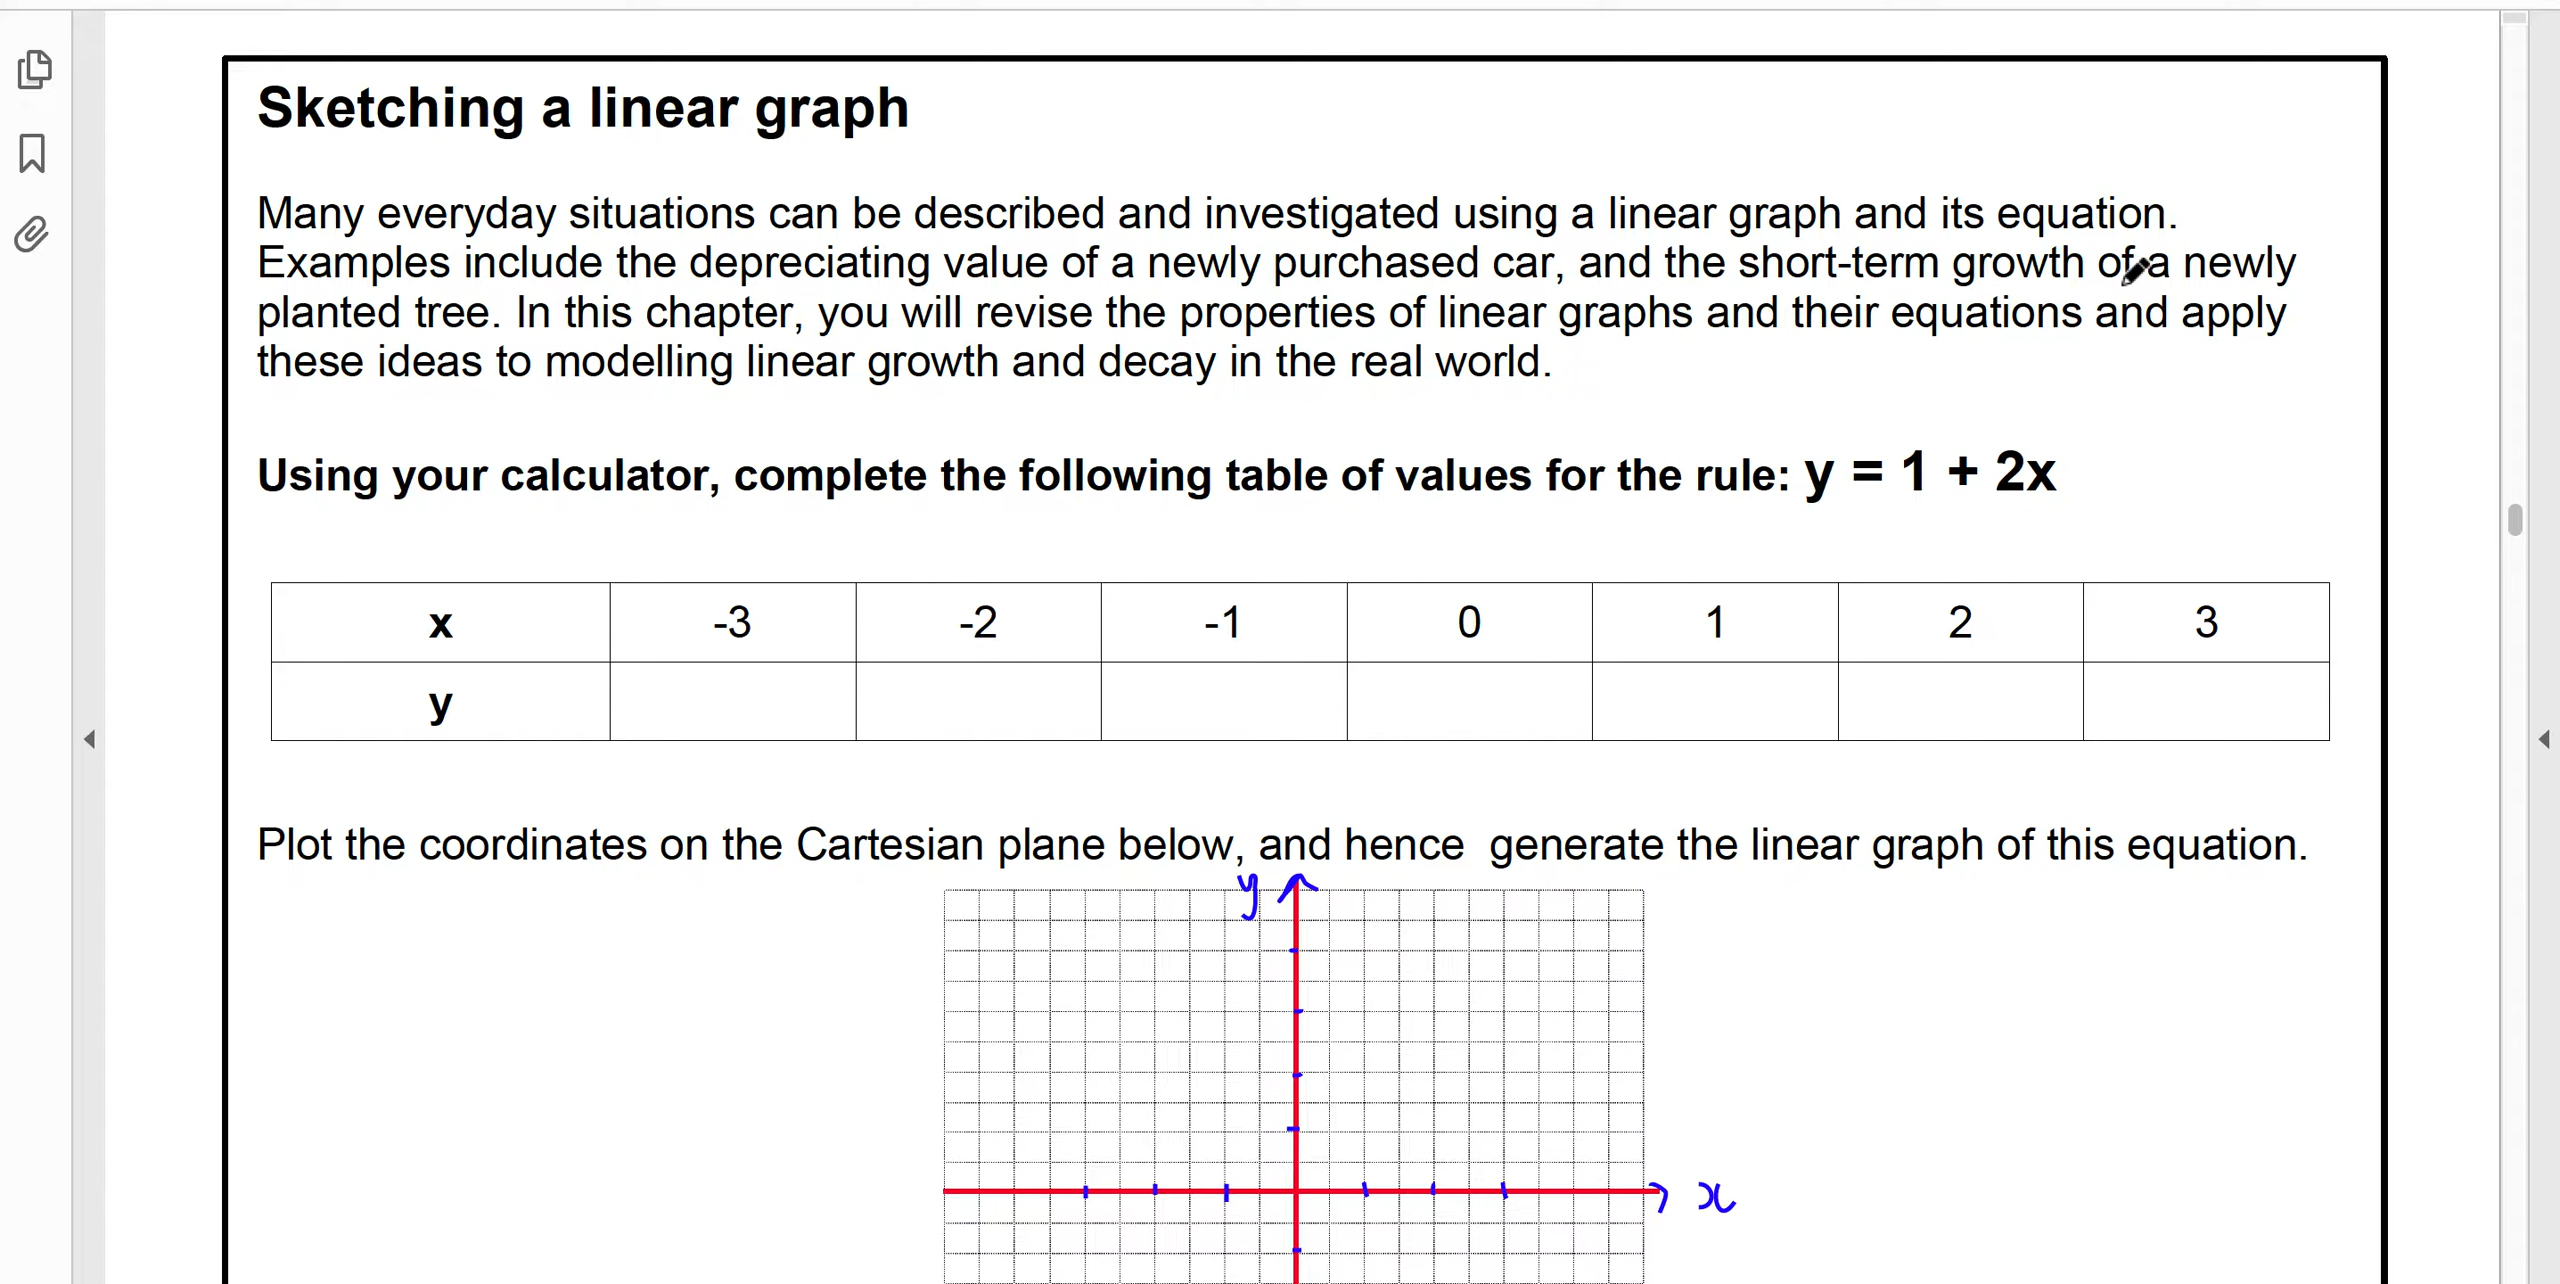 Sketching a linear graph
Many everyday situations can be described and investigated using a linear graph and its equation.
Examples include the depreciating value of a newly purchased car, and the short-term growth of a newly
planted tree. In this chapter, you will revise the properties of linear graphs and their equations and apply
these ideas to modelling linear growth and decay in the real world.
Using your calculator, complete the following table of values for the rule: y = 1 + 2x
x -3 -2 -1 0 1 2 3
y
Plot the coordinates on the Cartesian plane below, and hence  generate the linear graph of this equation.
y
x